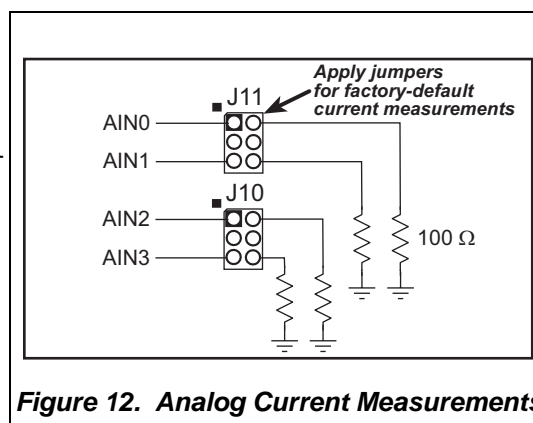 Apply jumpers
for factory-default
current measurements
J11
AIN0
AIN1
J10
AIN2
AIN3
100 Ω
Figure 12. Analog Current Measurements